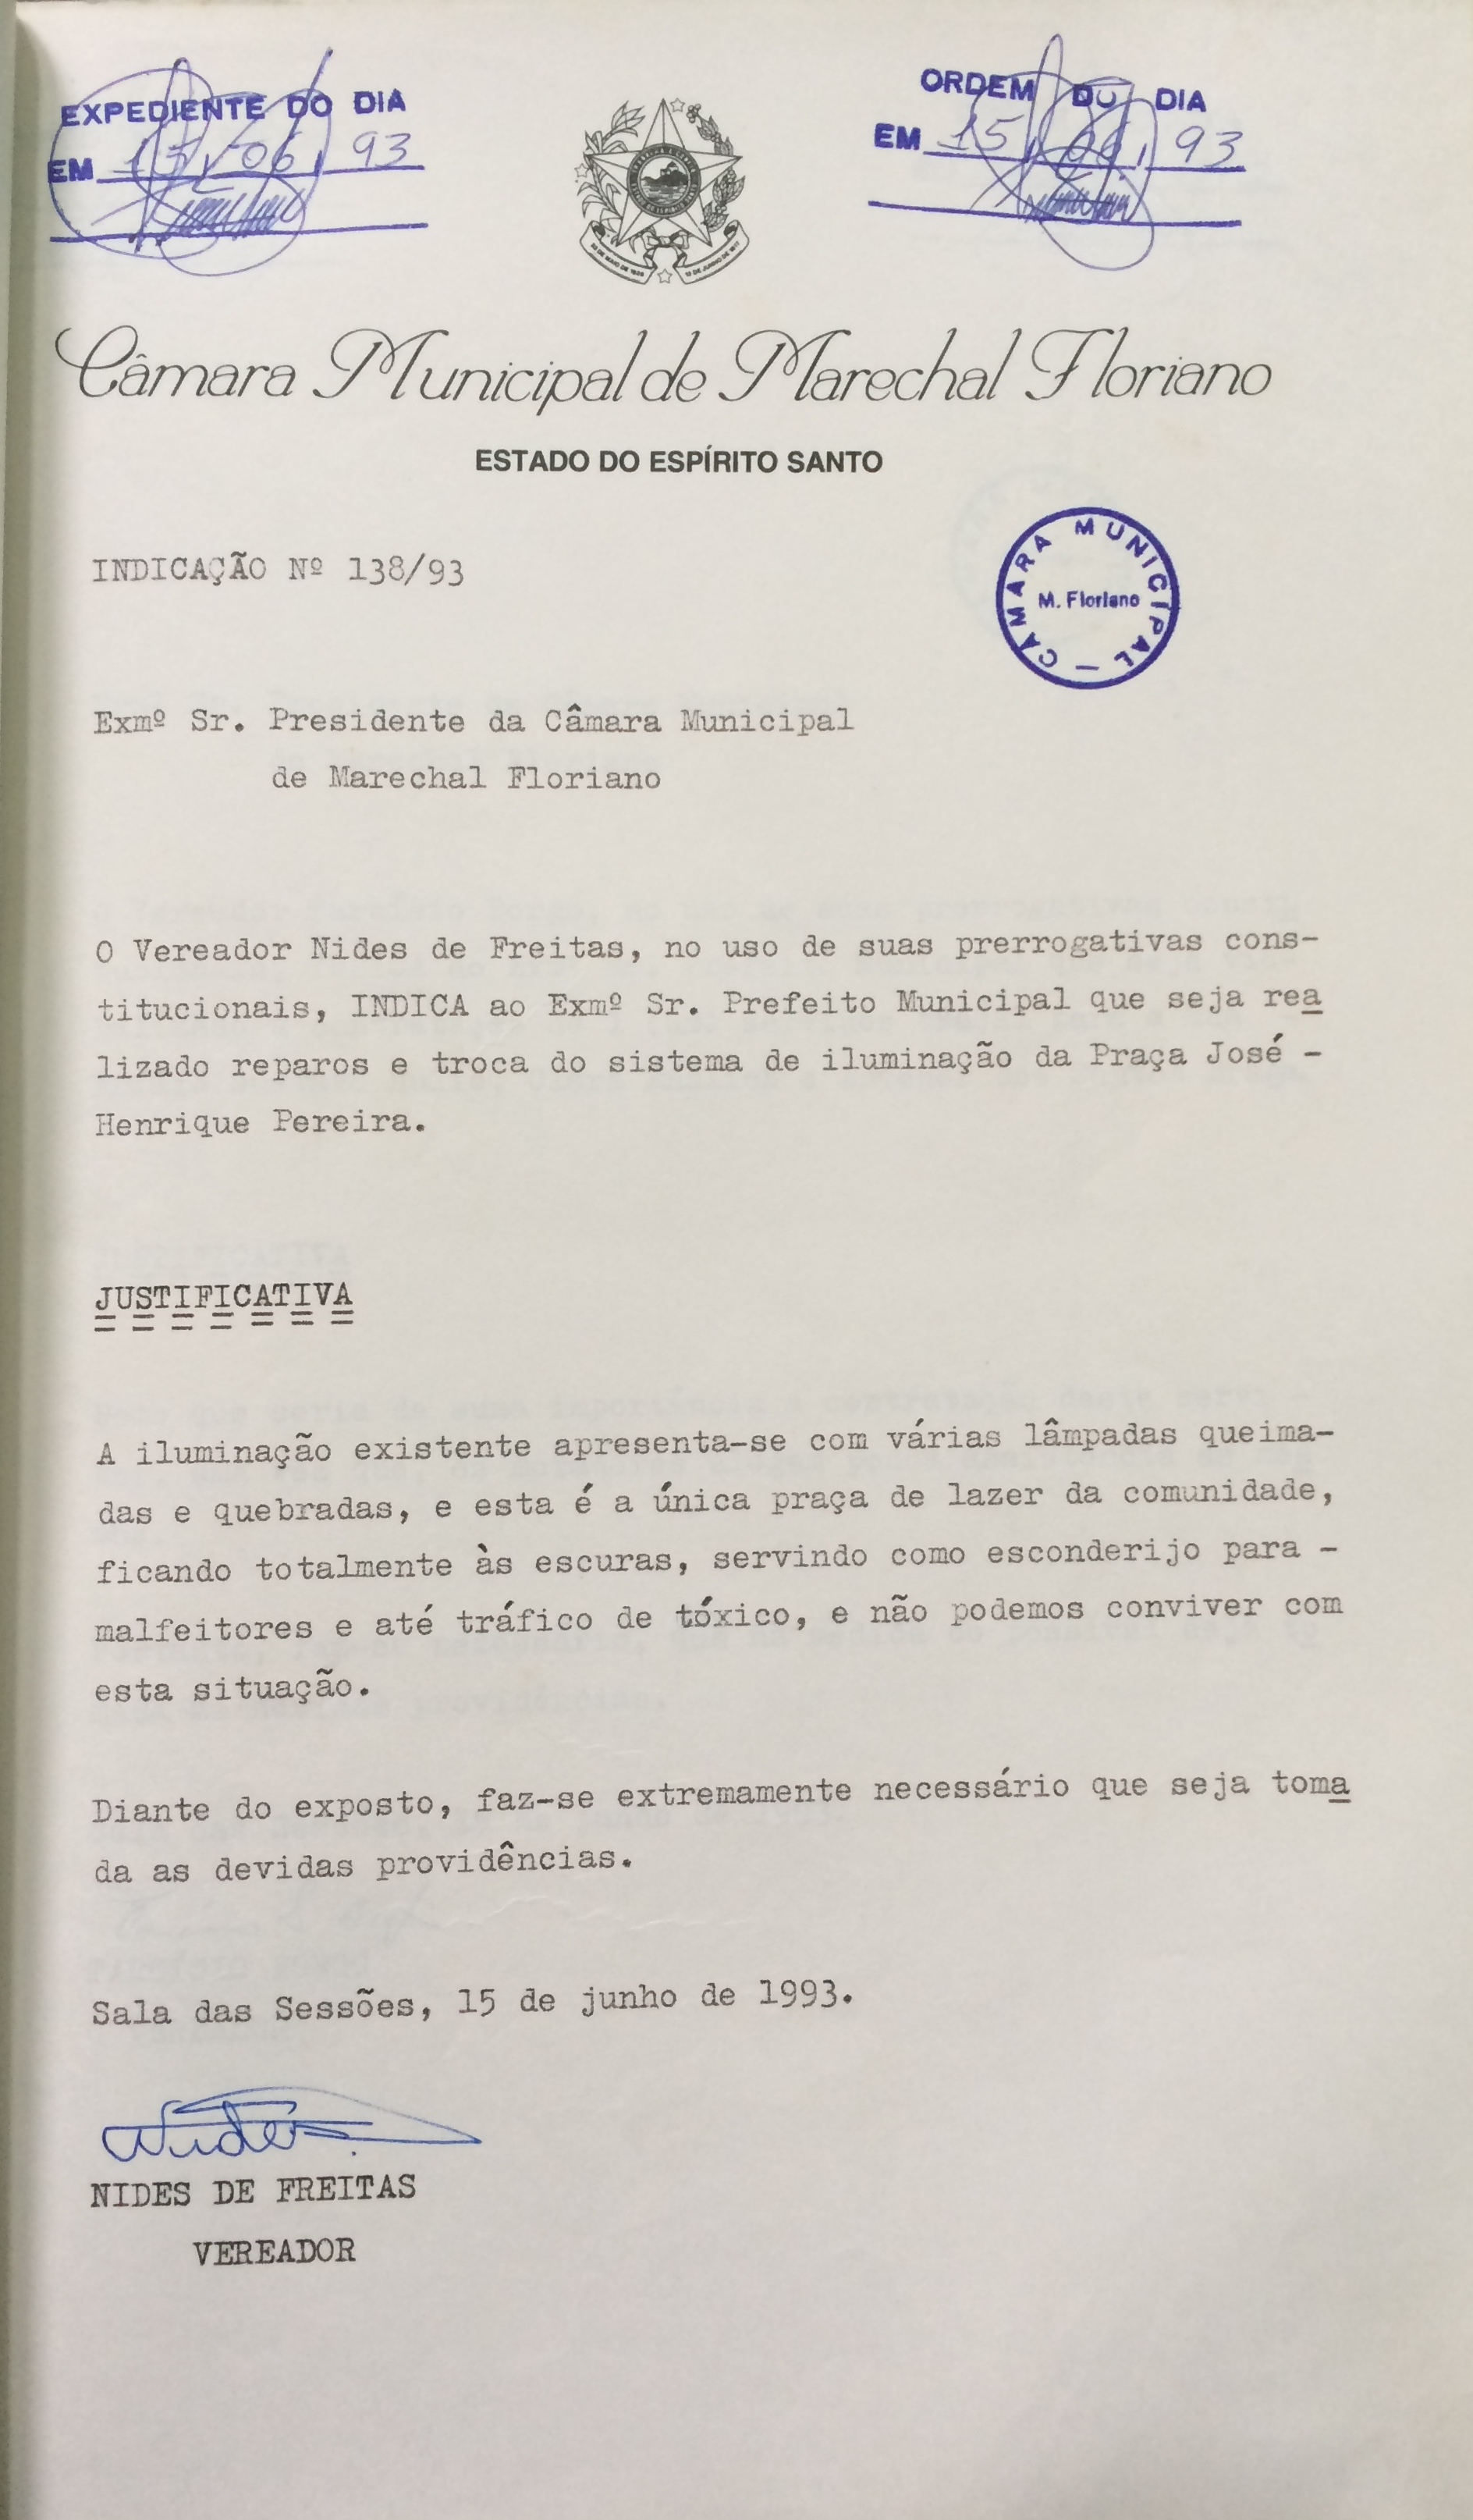 EXPEDIENTE DO DIA
EM 15/06/93
ORDEM DO DIA
EM 15/06/93
Câmara Municipal de Marechal Floriano
ESTADO DO ESPÍRITO SANTO
INDICAÇÃO Nº 138/93
CÂMARA MUNICIPAL —
M. Floriano
Exmº Sr. Presidente da Câmara Municipal
de Marechal Floriano
O Vereador Nides de Freitas, no uso de suas prerrogativas cons-
titucionais, INDICA ao Exmº Sr. Prefeito Municipal que seja rea
lizado reparos e troca do sistema de iluminação da Praça José -
Henrique Pereira.
JUSTIFICATIVA
A iluminação existente apresenta-se com várias lâmpadas queima-
das e quebradas, e esta é a única praça de lazer da comunidade,
ficando totalmente às escuras, servindo como esconderijo para -
malfeitores e até tráfico de tóxico, e não podemos conviver com
esta situação.
Diante do exposto, faz-se extremamente necessário que seja toma
da as devidas providências.
Sala das Sessões, 15 de junho de 1993.
Nides
NIDES DE FREITAS
VEREADOR